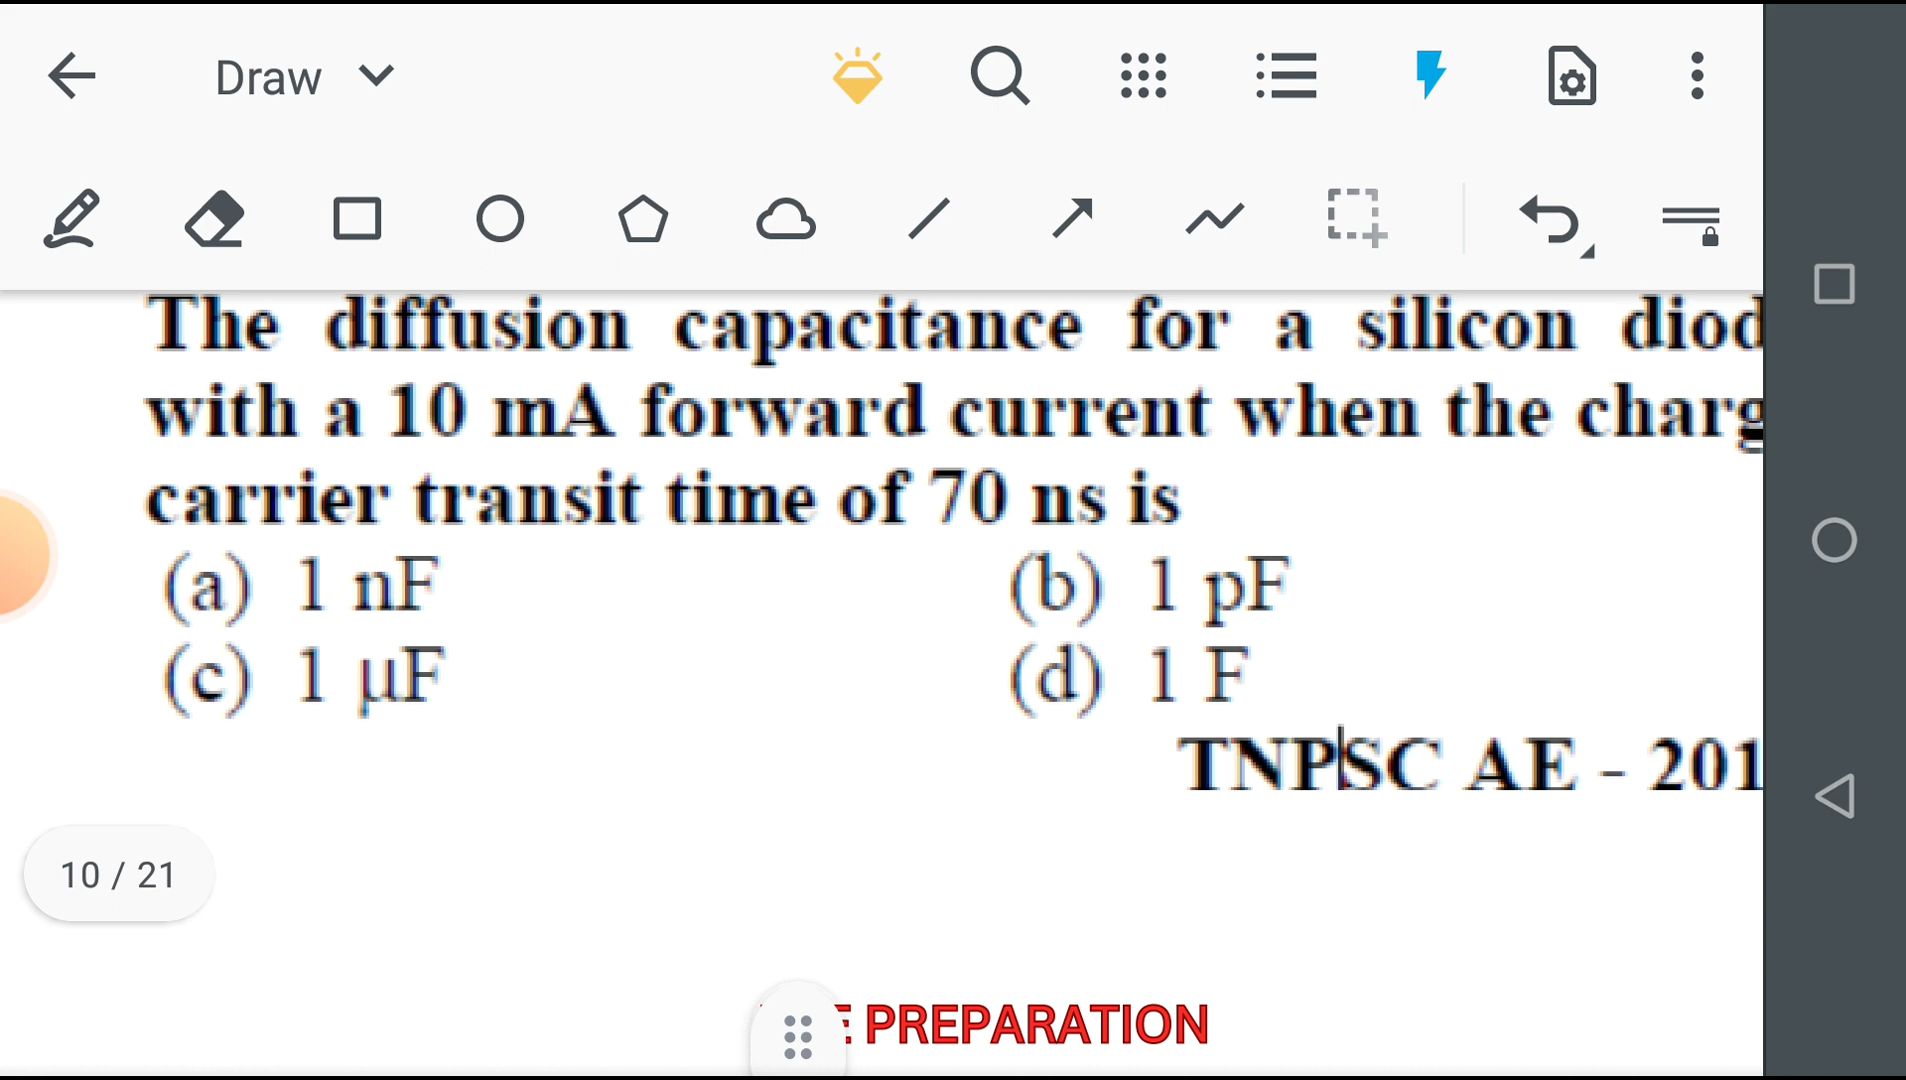 Draw
The diffusion capacitance for a silicon diod
with a 10 mA forward current when the charg
carrier transit time of 70 ns is
(a) 1 nF (b) 1 pF
(c) 1 µF (d) 1 F
TNPSC AE - 201
10 / 21
E PREPARATION